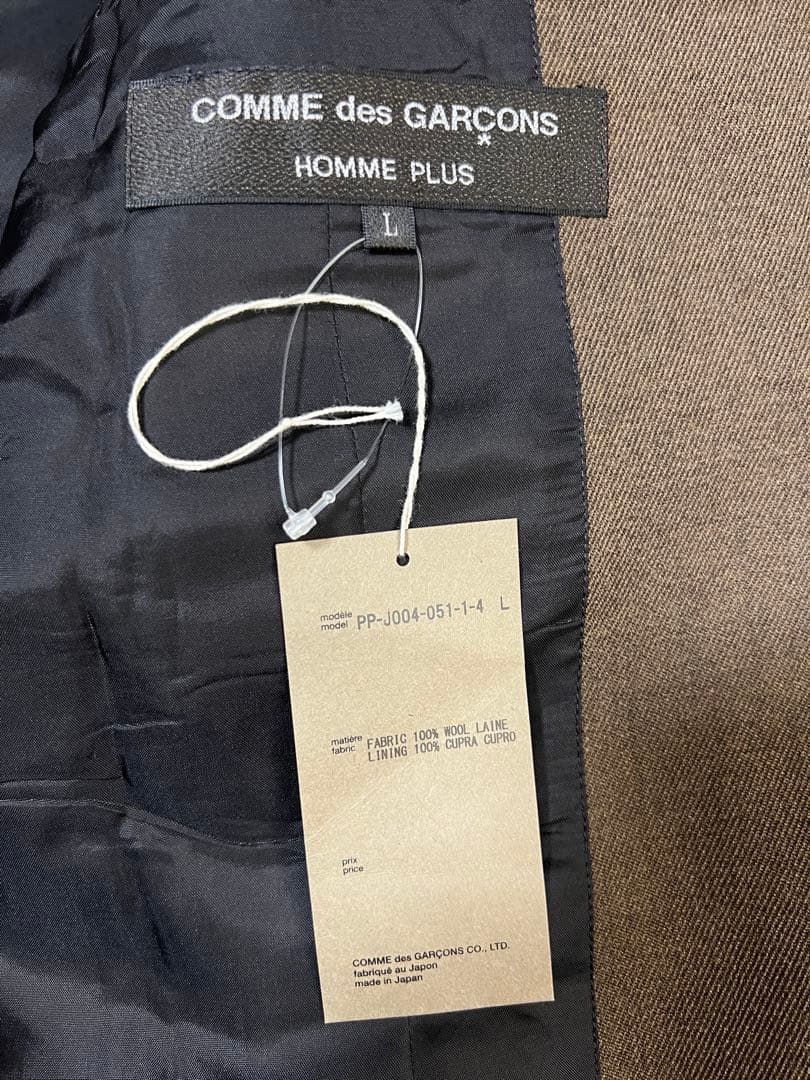 COMME des GARÇONS
*
HOMME PLUS
L
modèle
model PP-J004-051-1-4 L
matière
fabric FABRIC 100% WOOL LAINE
LINING 100% CUPRA CUPRO
prix
price
COMME des GARÇONS CO., LTD.
fabriqué au Japon
made in Japan